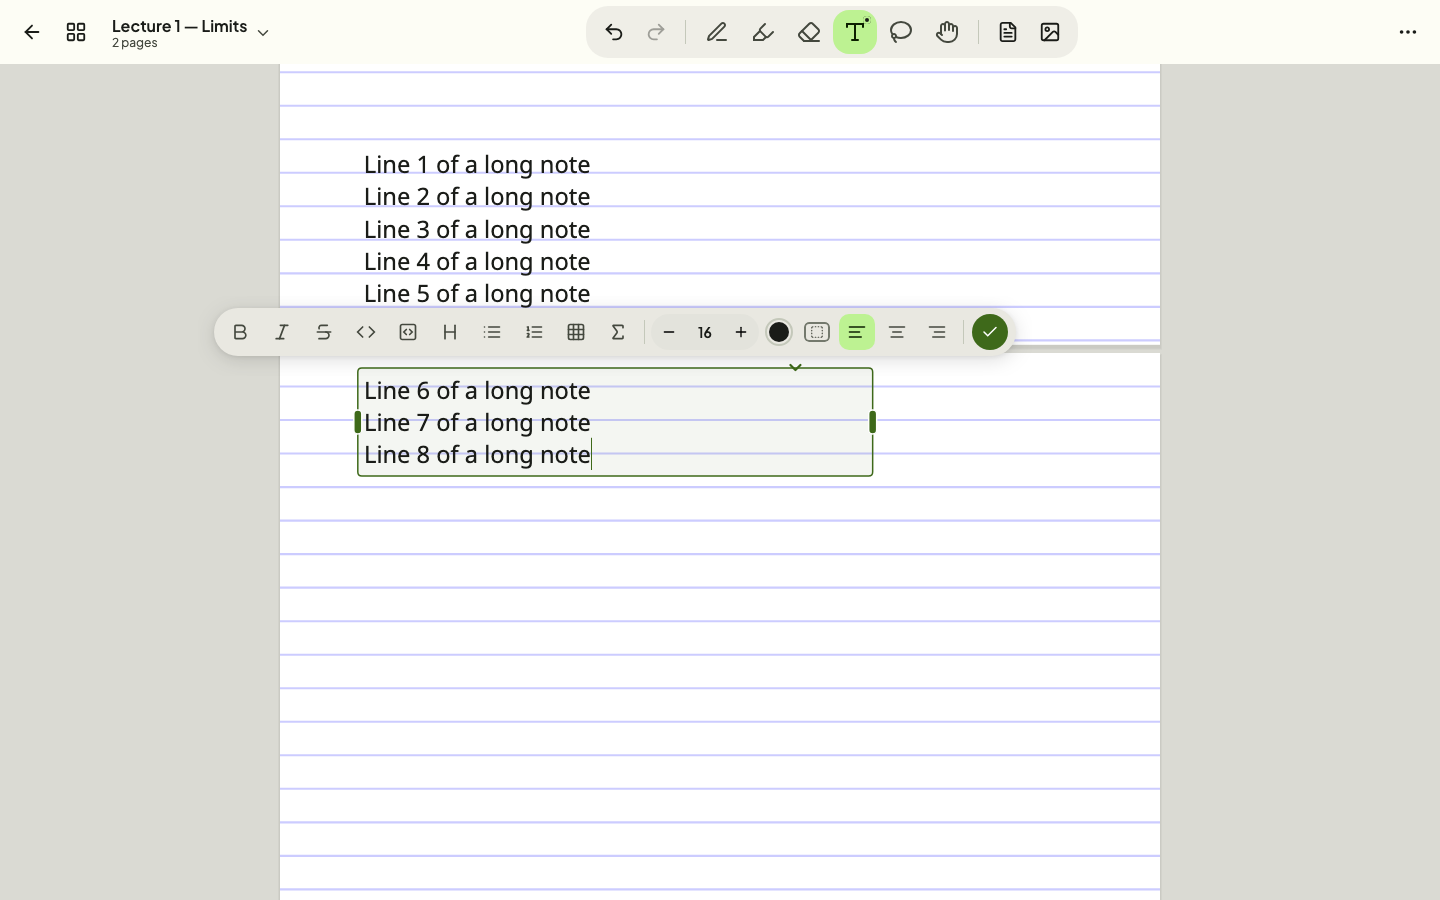 Lecture 1 — Limits
2 pages
Line 1 of a long note
Line 2 of a long note
Line 3 of a long note
Line 4 of a long note
Line 5 of a long note
16
Line 6 of a long note
Line 7 of a long note
Line 8 of a long note